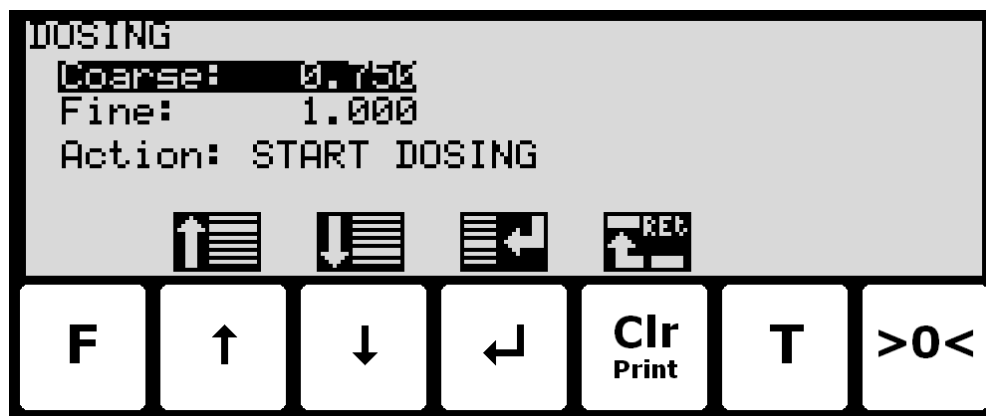 DOSING
Coarse: 0.750
Fine: 1.000
Action: START DOSING
REt
F ↑ ↓ ↵ Clr T >0<
Print